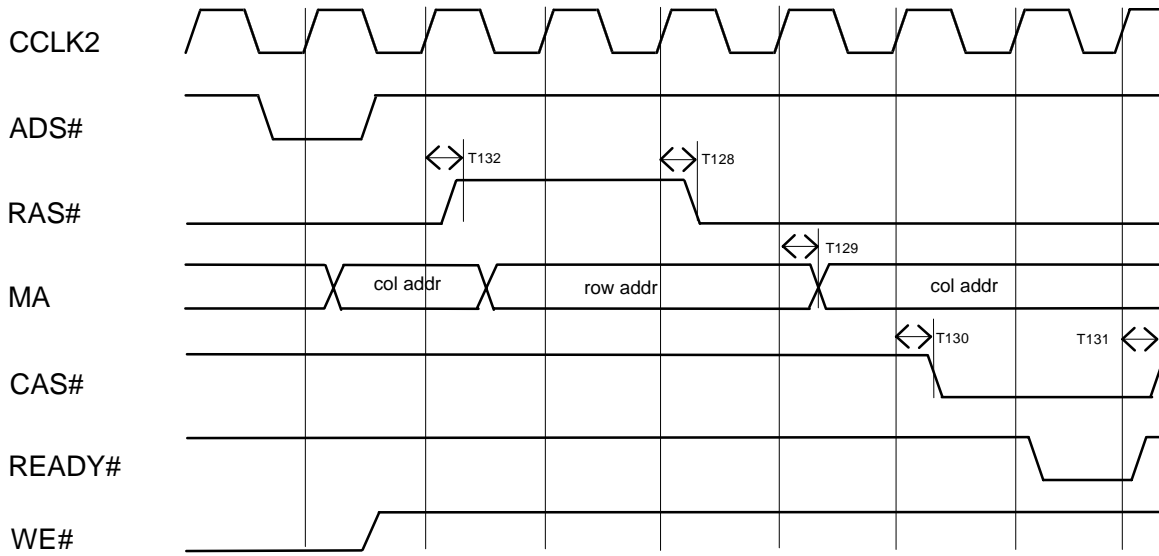 CCLK2
ADS#
T132
T128
RAS#
T129
MA
col addr
row addr
col addr
T130
T131
CAS#
READY#
WE#